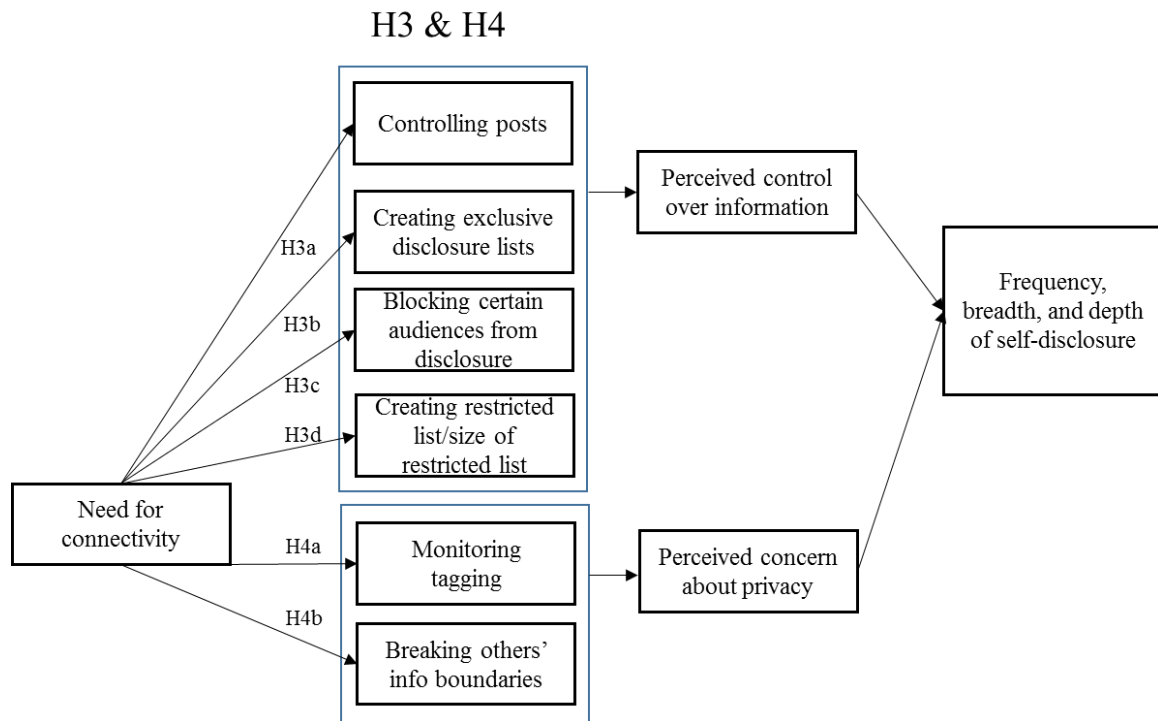 H3 & H4
Controlling posts
Creating exclusive
disclosure lists
Blocking certain
audiences from
disclosure
Creating restricted
list/size of
restricted list
Need for
connectivity
H3a
H3b
H3c
H3d
H4a
H4b
Monitoring
tagging
Breaking others’
info boundaries
Perceived control
over information
Perceived concern
about privacy
Frequency,
breadth, and depth
of self-disclosure